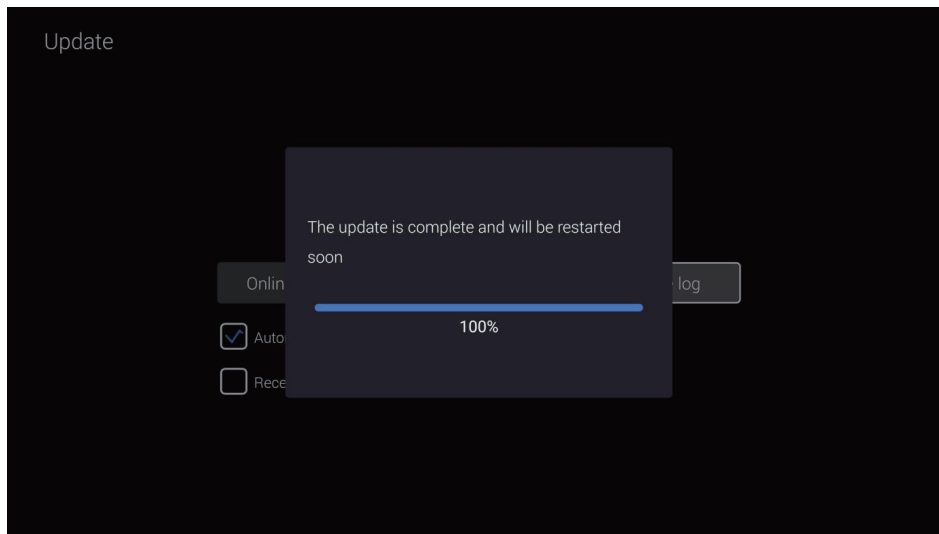 Update
The update is complete and will be restarted
soon
Onlin
log
100%
Auto
Rece